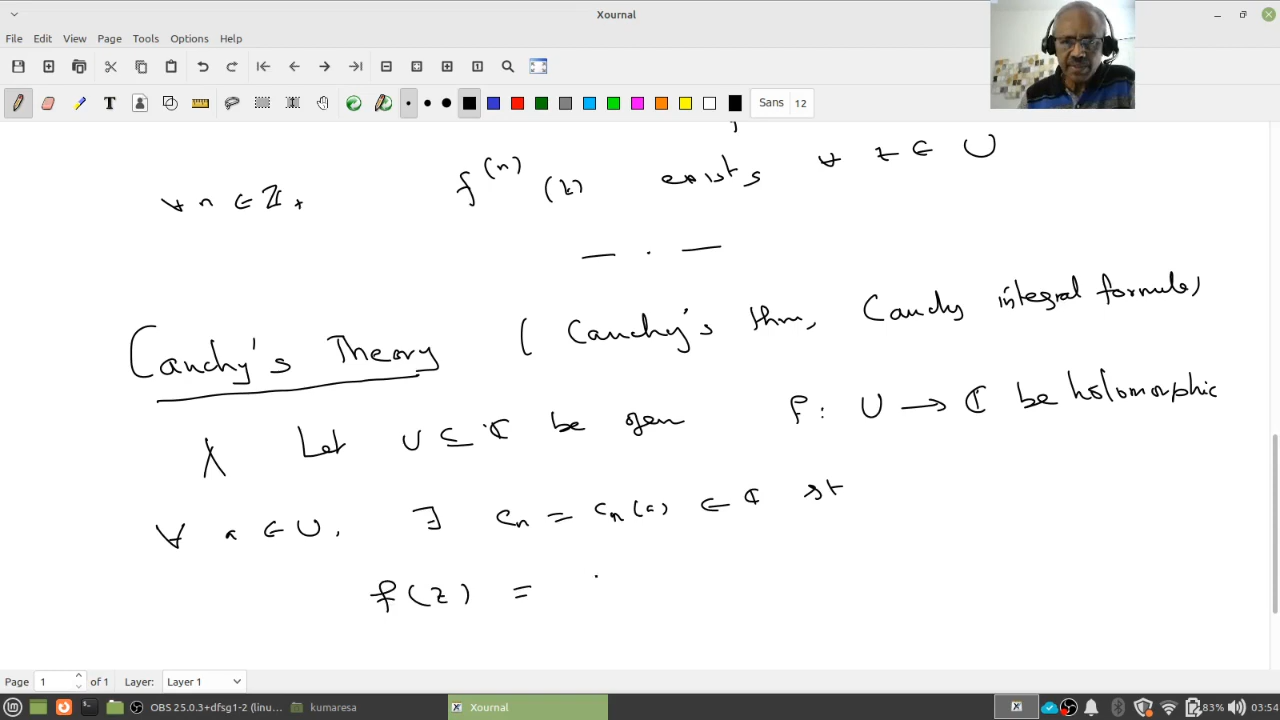 Xournal
File Edit View Page Tools Options Help
Sans 12
∀ n ∈ ℤ+ f^(n) (z) exists ∀ z ∈ U
— . —
Cauchy's Theory ( Cauchy's thm, Cauchy integral formula)
Let U ⊆ ℂ be open f : U → ℂ be holomorphic
∀ a ∈ U, ∃ cn = cn(a) ∈ ℂ st
f(z) =
Page 1 of 1 Layer: Layer 1
OBS 25.0.3+dfsg1-2 (linu... kumaresa Xournal 83% 03:54